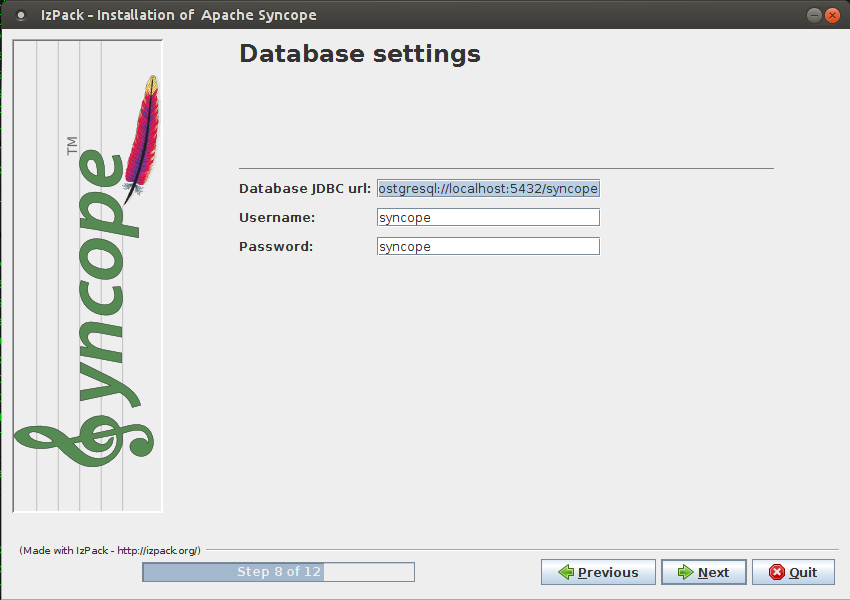 IzPack - Installation of Apache Syncope
Database settings
Syncope TM
Database JDBC url: ostgresql://localhost:5432/syncope
Username: syncope
Password: syncope
(Made with IzPack - http://izpack.org/)
Step 8 of 12
Previous Next Quit